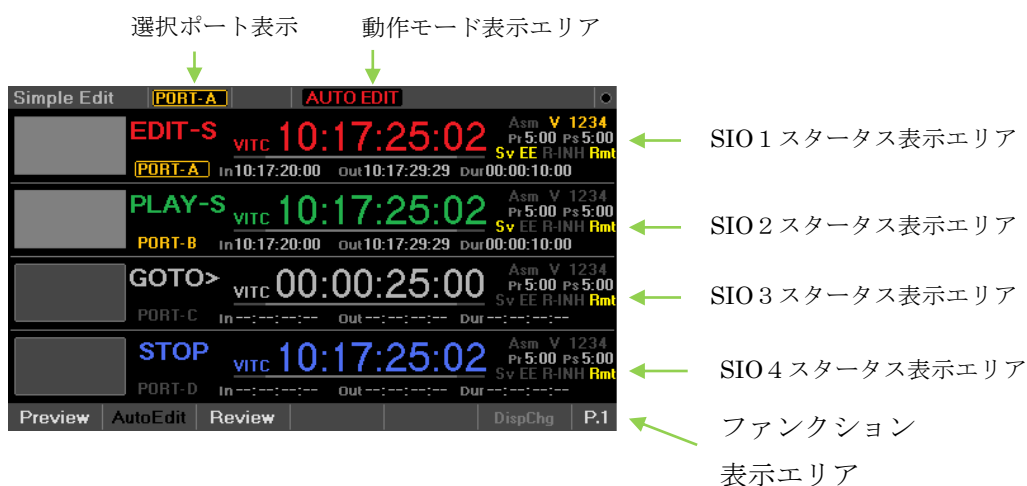 選択ポート表示 動作モード表示エリア
Simple Edit PORT-A AUTO EDIT
EDIT-S VITC 10:17:25:02 Asm V 1234
Pr 5:00 Ps 5:00
Sv EE R-INH Rmt
PORT-A In 10:17:20:00 Out 10:17:29:29 Dur 00:00:10:00
SIO１スタータス表示エリア
PLAY-S VITC 10:17:25:02 Asm V 1234
Pr 5:00 Ps 5:00
Sv EE R-INH Rmt
PORT-B In 10:17:20:00 Out 10:17:29:29 Dur 00:00:10:00
SIO２スタータス表示エリア
GOTO> VITC 00:00:25:00 Asm V 1234
Pr 5:00 Ps 5:00
Sv EE R-INH Rmt
PORT-C In --:--:--:-- Out --:--:--:-- Dur --:--:--:--
SIO３スタータス表示エリア
STOP VITC 10:17:25:02 Asm V 1234
Pr 5:00 Ps 5:00
Sv EE R-INH Rmt
PORT-D In --:--:--:-- Out --:--:--:-- Dur --:--:--:--
SIO４スタータス表示エリア
Preview AutoEdit Review DispChg P.1
ファンクション
表示エリア